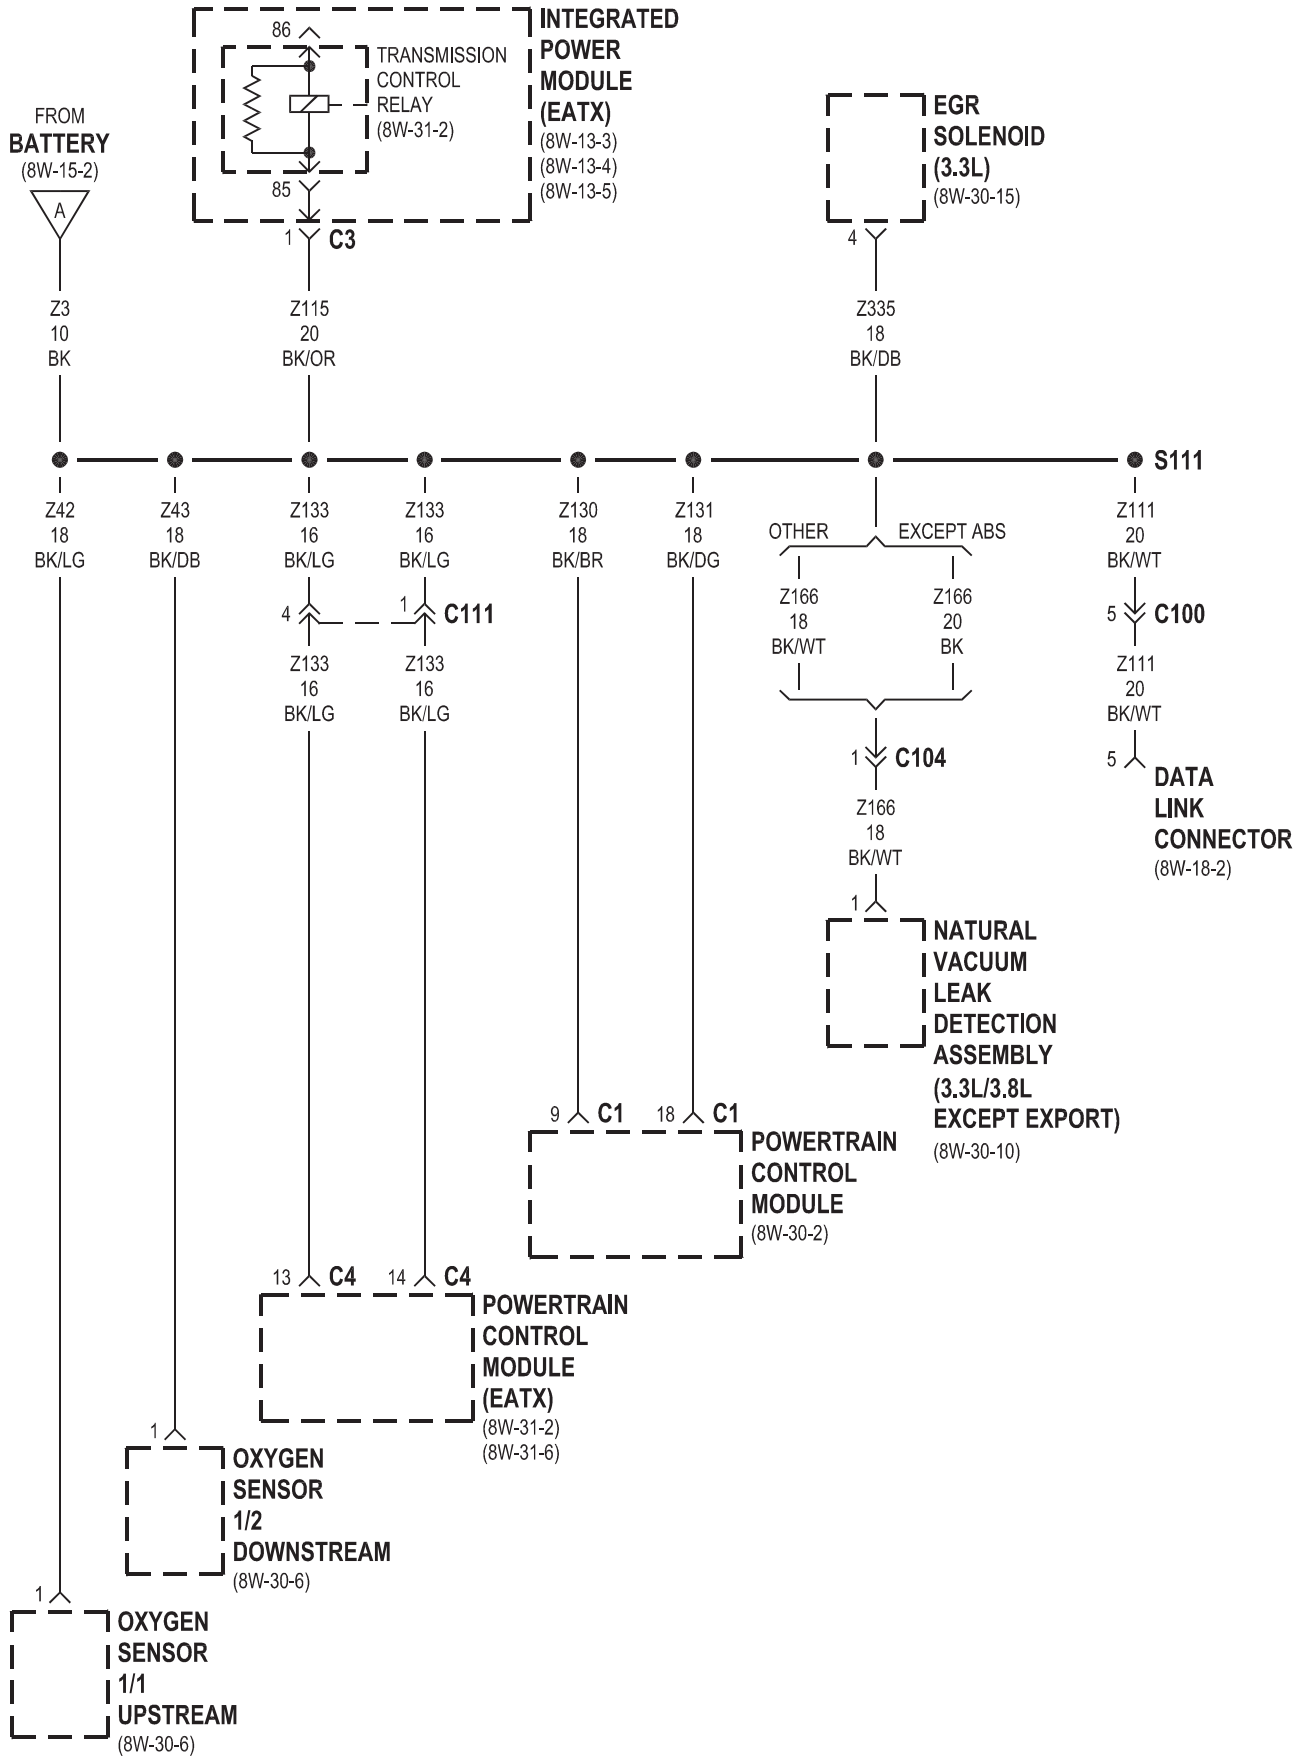 86
INTEGRATED
POWER
MODULE
(EATX)
(8W-13-3)
(8W-13-4)
(8W-13-5)
TRANSMISSION
CONTROL
RELAY
(8W-31-2)
85
1
C3
FROM
BATTERY
(8W-15-2)
A
EGR
SOLENOID
(3.3L)
(8W-30-15)
4
Z3
10
BK
Z115
20
BK/OR
Z335
18
BK/DB
S111
Z42
18
BK/LG
Z43
18
BK/DB
Z133
16
BK/LG
Z133
16
BK/LG
Z130
18
BK/BR
Z131
18
BK/DG
OTHER
EXCEPT ABS
Z111
20
BK/WT
4
1
C111
Z166
18
BK/WT
Z166
20
BK
5
C100
Z133
16
BK/LG
Z133
16
BK/LG
Z111
20
BK/WT
1
C104
5
DATA
LINK
CONNECTOR
(8W-18-2)
Z166
18
BK/WT
1
NATURAL
VACUUM
LEAK
DETECTION
ASSEMBLY
(3.3L/3.8L
EXCEPT EXPORT)
(8W-30-10)
9
C1
18
C1
POWERTRAIN
CONTROL
MODULE
(8W-30-2)
13
C4
14
C4
POWERTRAIN
CONTROL
MODULE
(EATX)
(8W-31-2)
(8W-31-6)
1
OXYGEN
SENSOR
1/2
DOWNSTREAM
(8W-30-6)
1
OXYGEN
SENSOR
1/1
UPSTREAM
(8W-30-6)